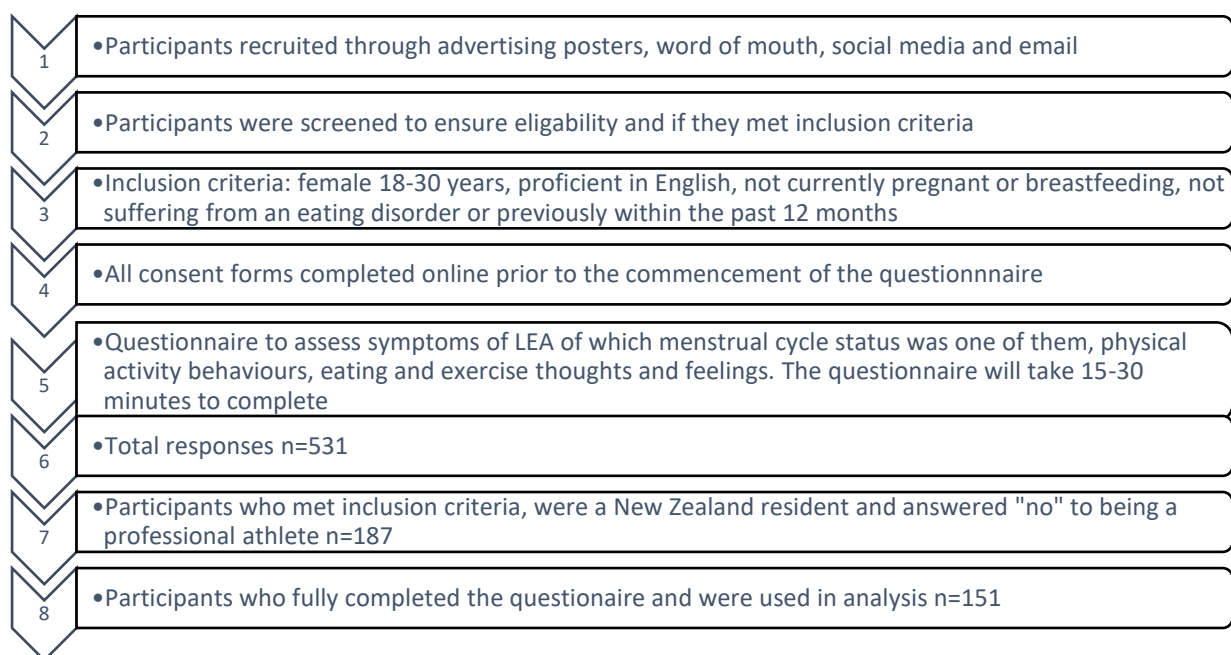 1
•Participants recruited through advertising posters, word of mouth, social media and email
2
•Participants were screened to ensure eligability and if they met inclusion criteria
3
•Inclusion criteria: female 18-30 years, proficient in English, not currently pregnant or breastfeeding, not
suffering from an eating disorder or previously within the past 12 months
4
•All consent forms completed online prior to the commencement of the questionnnaire
5
•Questionnaire to assess symptoms of LEA of which menstrual cycle status was one of them, physical
activity behaviours, eating and exercise thoughts and feelings. The questionnaire will take 15-30
minutes to complete
6
•Total responses n=531
7
•Participants who met inclusion criteria, were a New Zealand resident and answered "no" to being a
professional athlete n=187
8
•Participants who fully completed the questionaire and were used in analysis n=151